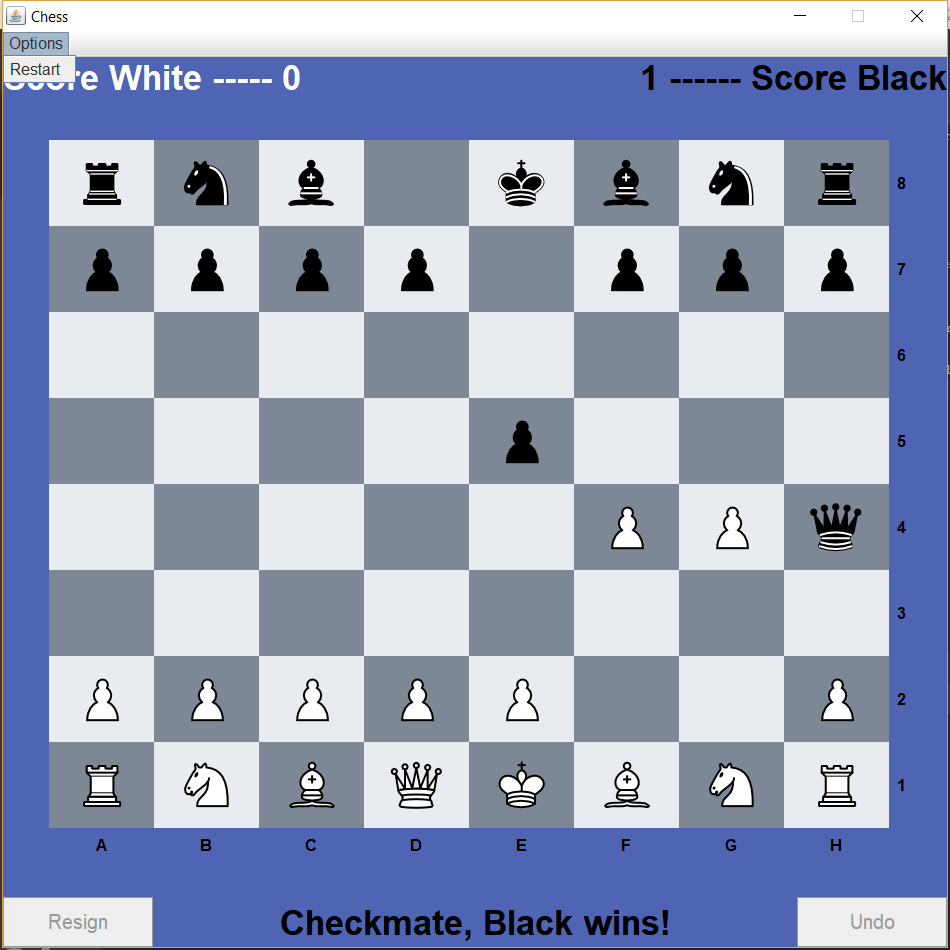 Chess
Options
Restart
Score White ----- 0
1 ------ Score Black
8
7
6
5
4
3
2
1
A B C D E F G H
Resign
Checkmate, Black wins!
Undo